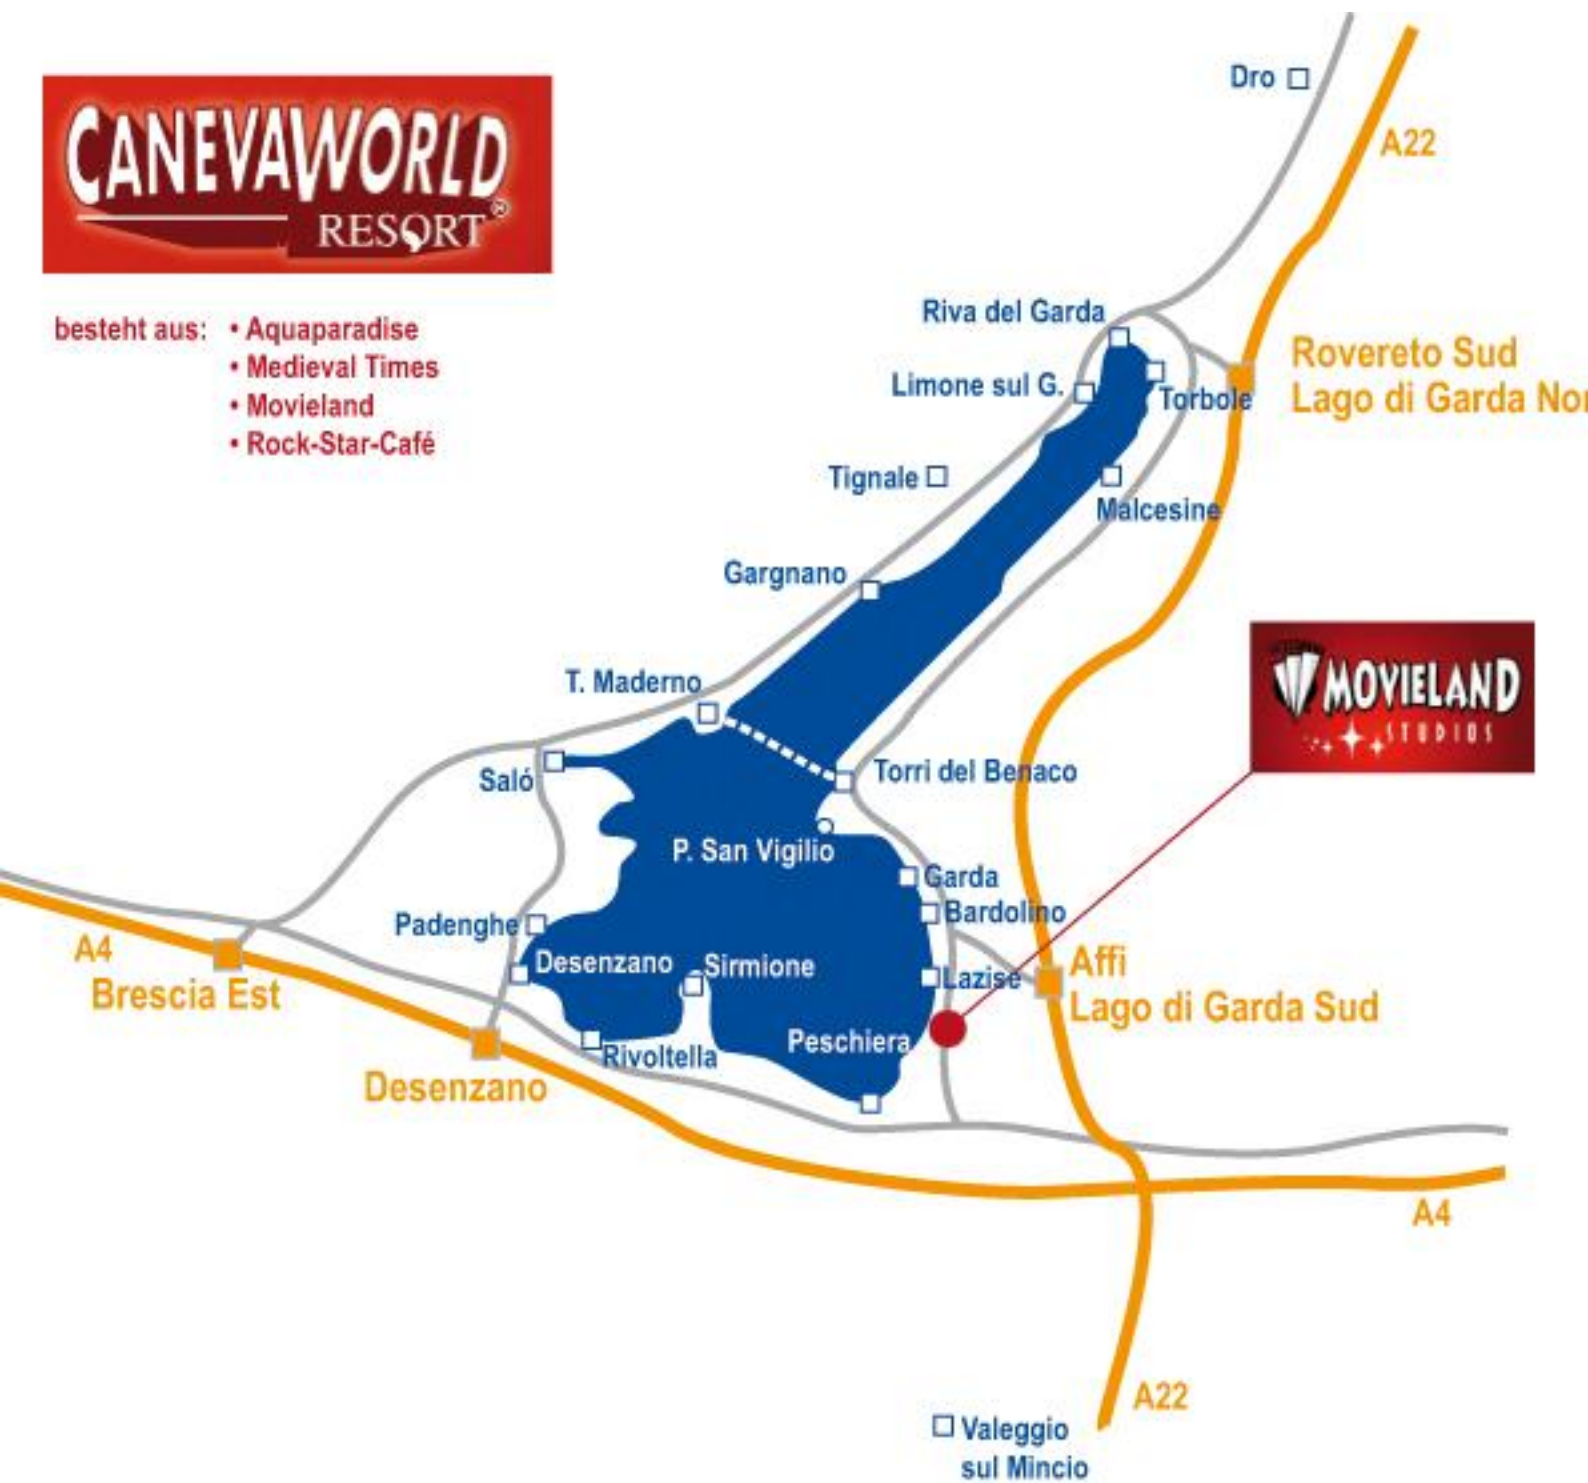 CANEVAWORLD
RESORT®
besteht aus: • Aquaparadise
• Medieval Times
• Movieland
• Rock-Star-Café
Dro
A22
Riva del Garda
Rovereto Sud
Lago di Garda Nor
Limone sul G.
Torbole
Tignale
Malcesine
Gargnano
MOVIELAND
STUDIOS
T. Maderno
Saló
Torri del Benaco
P. San Vigilio
Garda
Bardolino
Padenghe
A4
Brescia Est
Desenzano
Sirmione
Lazise
Affi
Lago di Garda Sud
Peschiera
Rivoltella
Desenzano
A4
A22
Valeggio
sul Mincio